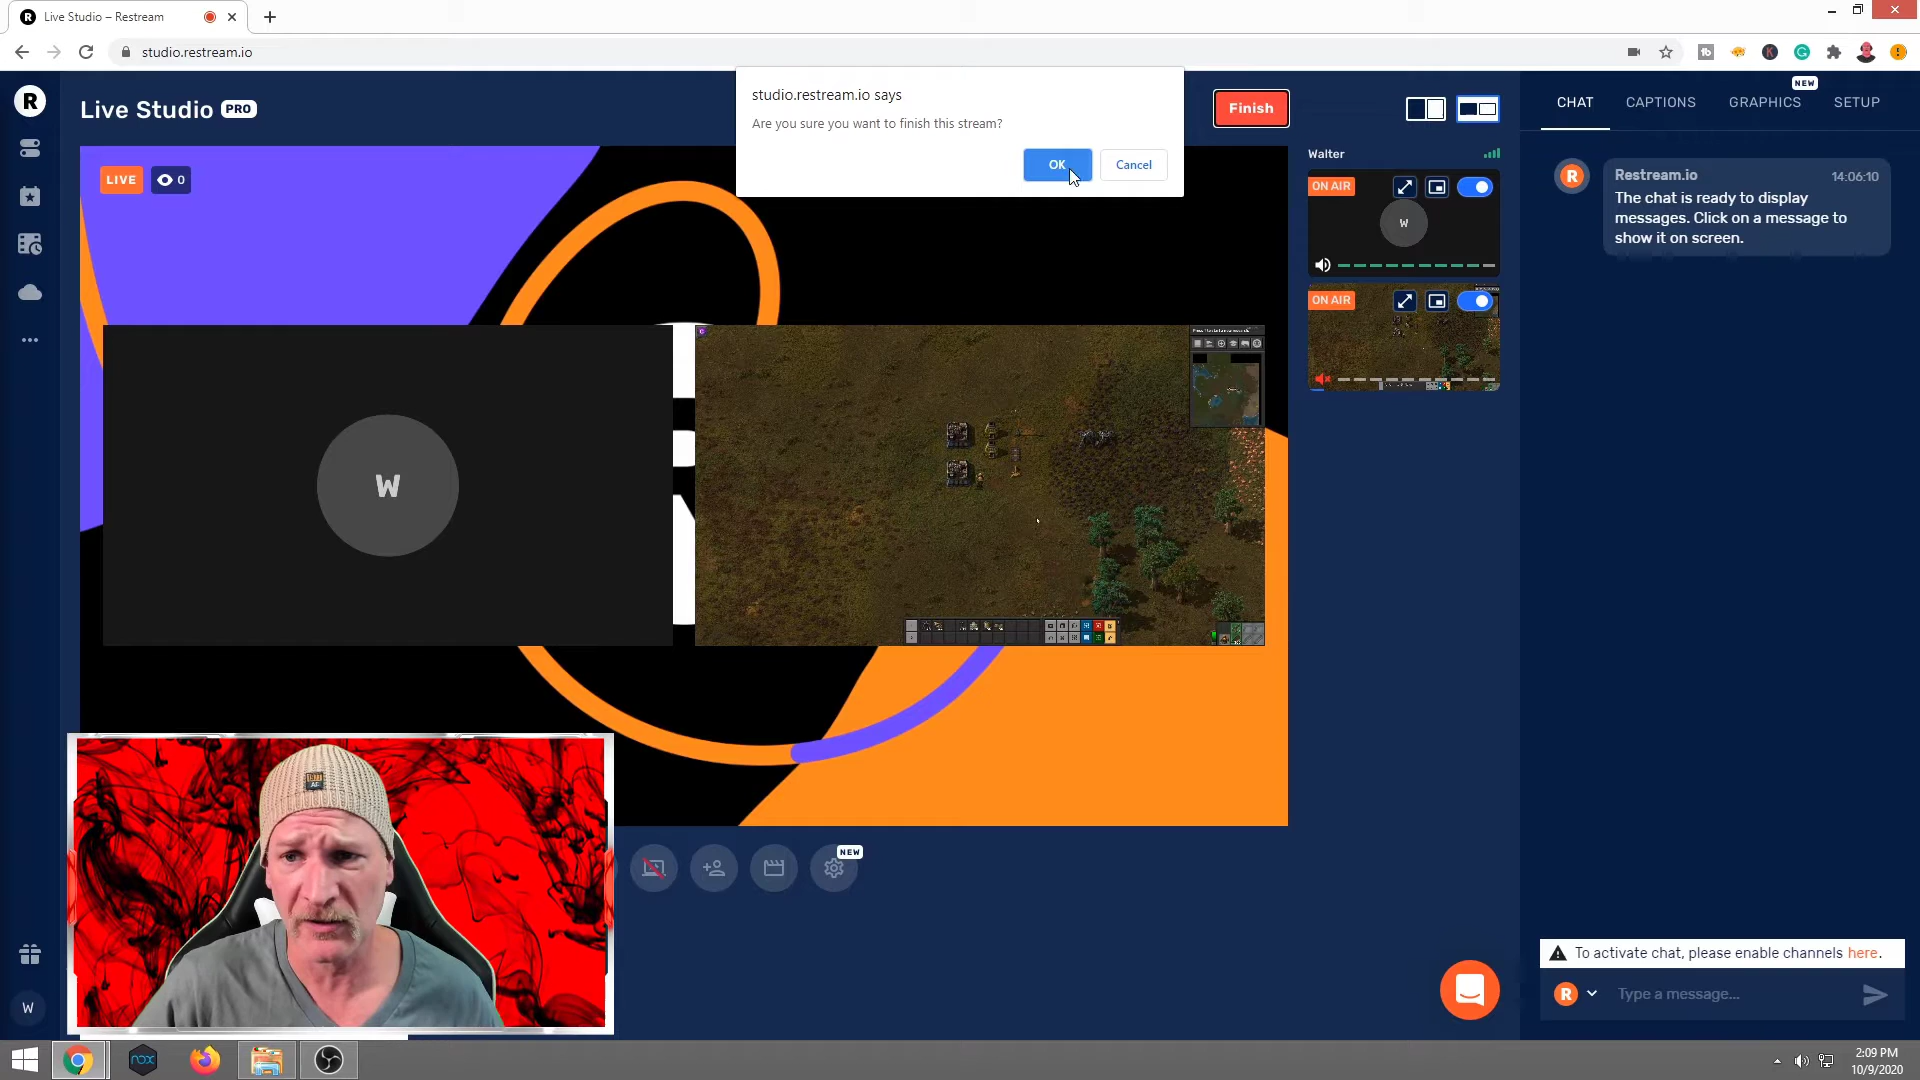 Live Studio – Restream
studio.restream.io
R
Live Studio PRO
studio.restream.io says
Are you sure you want to finish this stream?
OK
Cancel
Finish
LIVE
0
W
Walter
ON AIR
W
ON AIR
CHAT
CAPTIONS
GRAPHICS
NEW
SETUP
R
Restream.io
14:06:10
The chat is ready to display
messages. Click on a message to
show it on screen.
NEW
To activate chat, please enable channels here.
R
Type a message...
W
nox
2:09 PM
10/9/2020